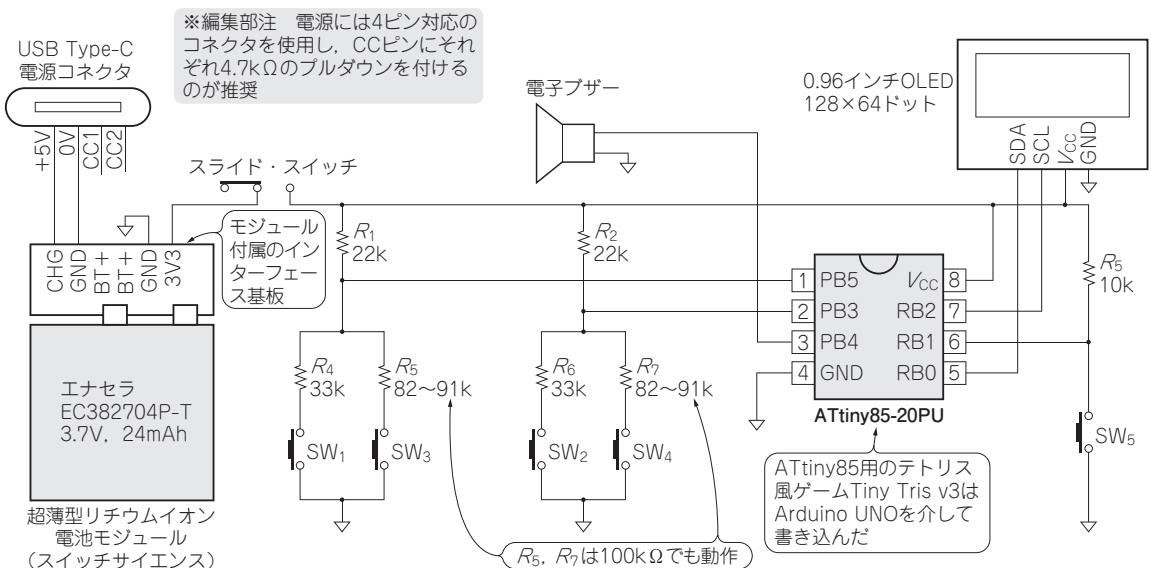 ※編集部注 電源には4ピン対応の
コネクタを使用し，CCピンにそれ
ぞれ4.7kΩのプルダウンを付ける
のが推奨
USB Type-C
電源コネクタ
+5V
0V
CC1
CC2
スライド・スイッチ
電子ブザー
0.96インチOLED
128×64ドット
SDA
SCL
VCC
GND
モジュール
付属のイン
ターフェー
ス基板
CHG
GND
BT+
BT+
GND
3V3
エナセラ
EC382704P-T
3.7V，24mAh
超薄型リチウムイオン
電池モジュール
（スイッチサイエンス）
R1
22k
R2
22k
R4
33k
R5
82〜91k
R6
33k
R7
82〜91k
SW1
SW3
SW2
SW4
R5，R7は100kΩでも動作
1 PB5
2 PB3
3 PB4
4 GND
VCC 8
RB2 7
RB1 6
RB0 5
ATtiny85-20PU
R5
10k
SW5
ATtiny85用のテトリス
風ゲームTiny Tris v3は
Arduino UNOを介して
書き込んだ